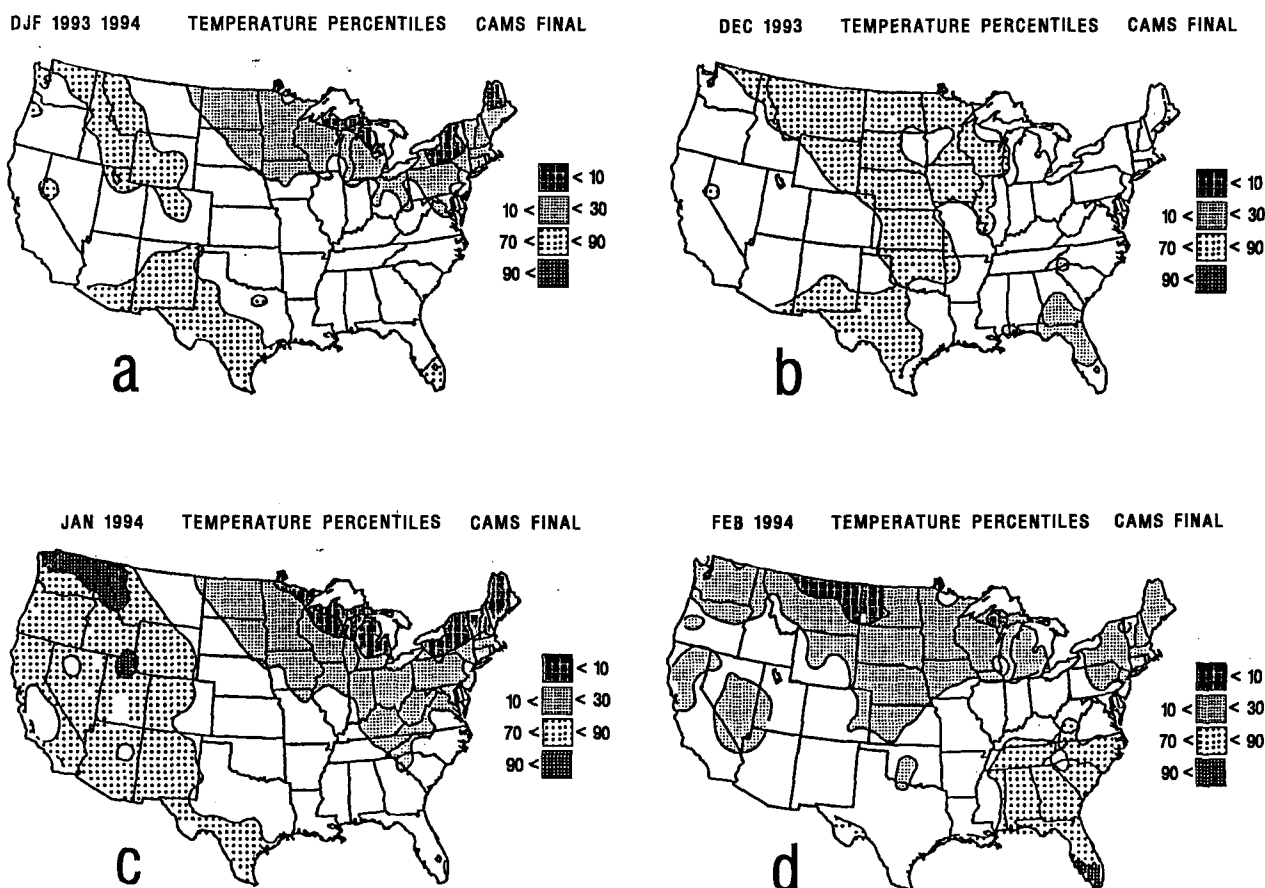 DJF 1993 1994 TEMPERATURE PERCENTILES CAMS FINAL
< 10
10 < < 30
70 < < 90
90 <
a
DEC 1993 TEMPERATURE PERCENTILES CAMS FINAL
< 10
10 < < 30
70 < < 90
90 <
b
JAN 1994 TEMPERATURE PERCENTILES CAMS FINAL
< 10
10 < < 30
70 < < 90
90 <
c
FEB 1994 TEMPERATURE PERCENTILES CAMS FINAL
< 10
10 < < 30
70 < < 90
90 <
d